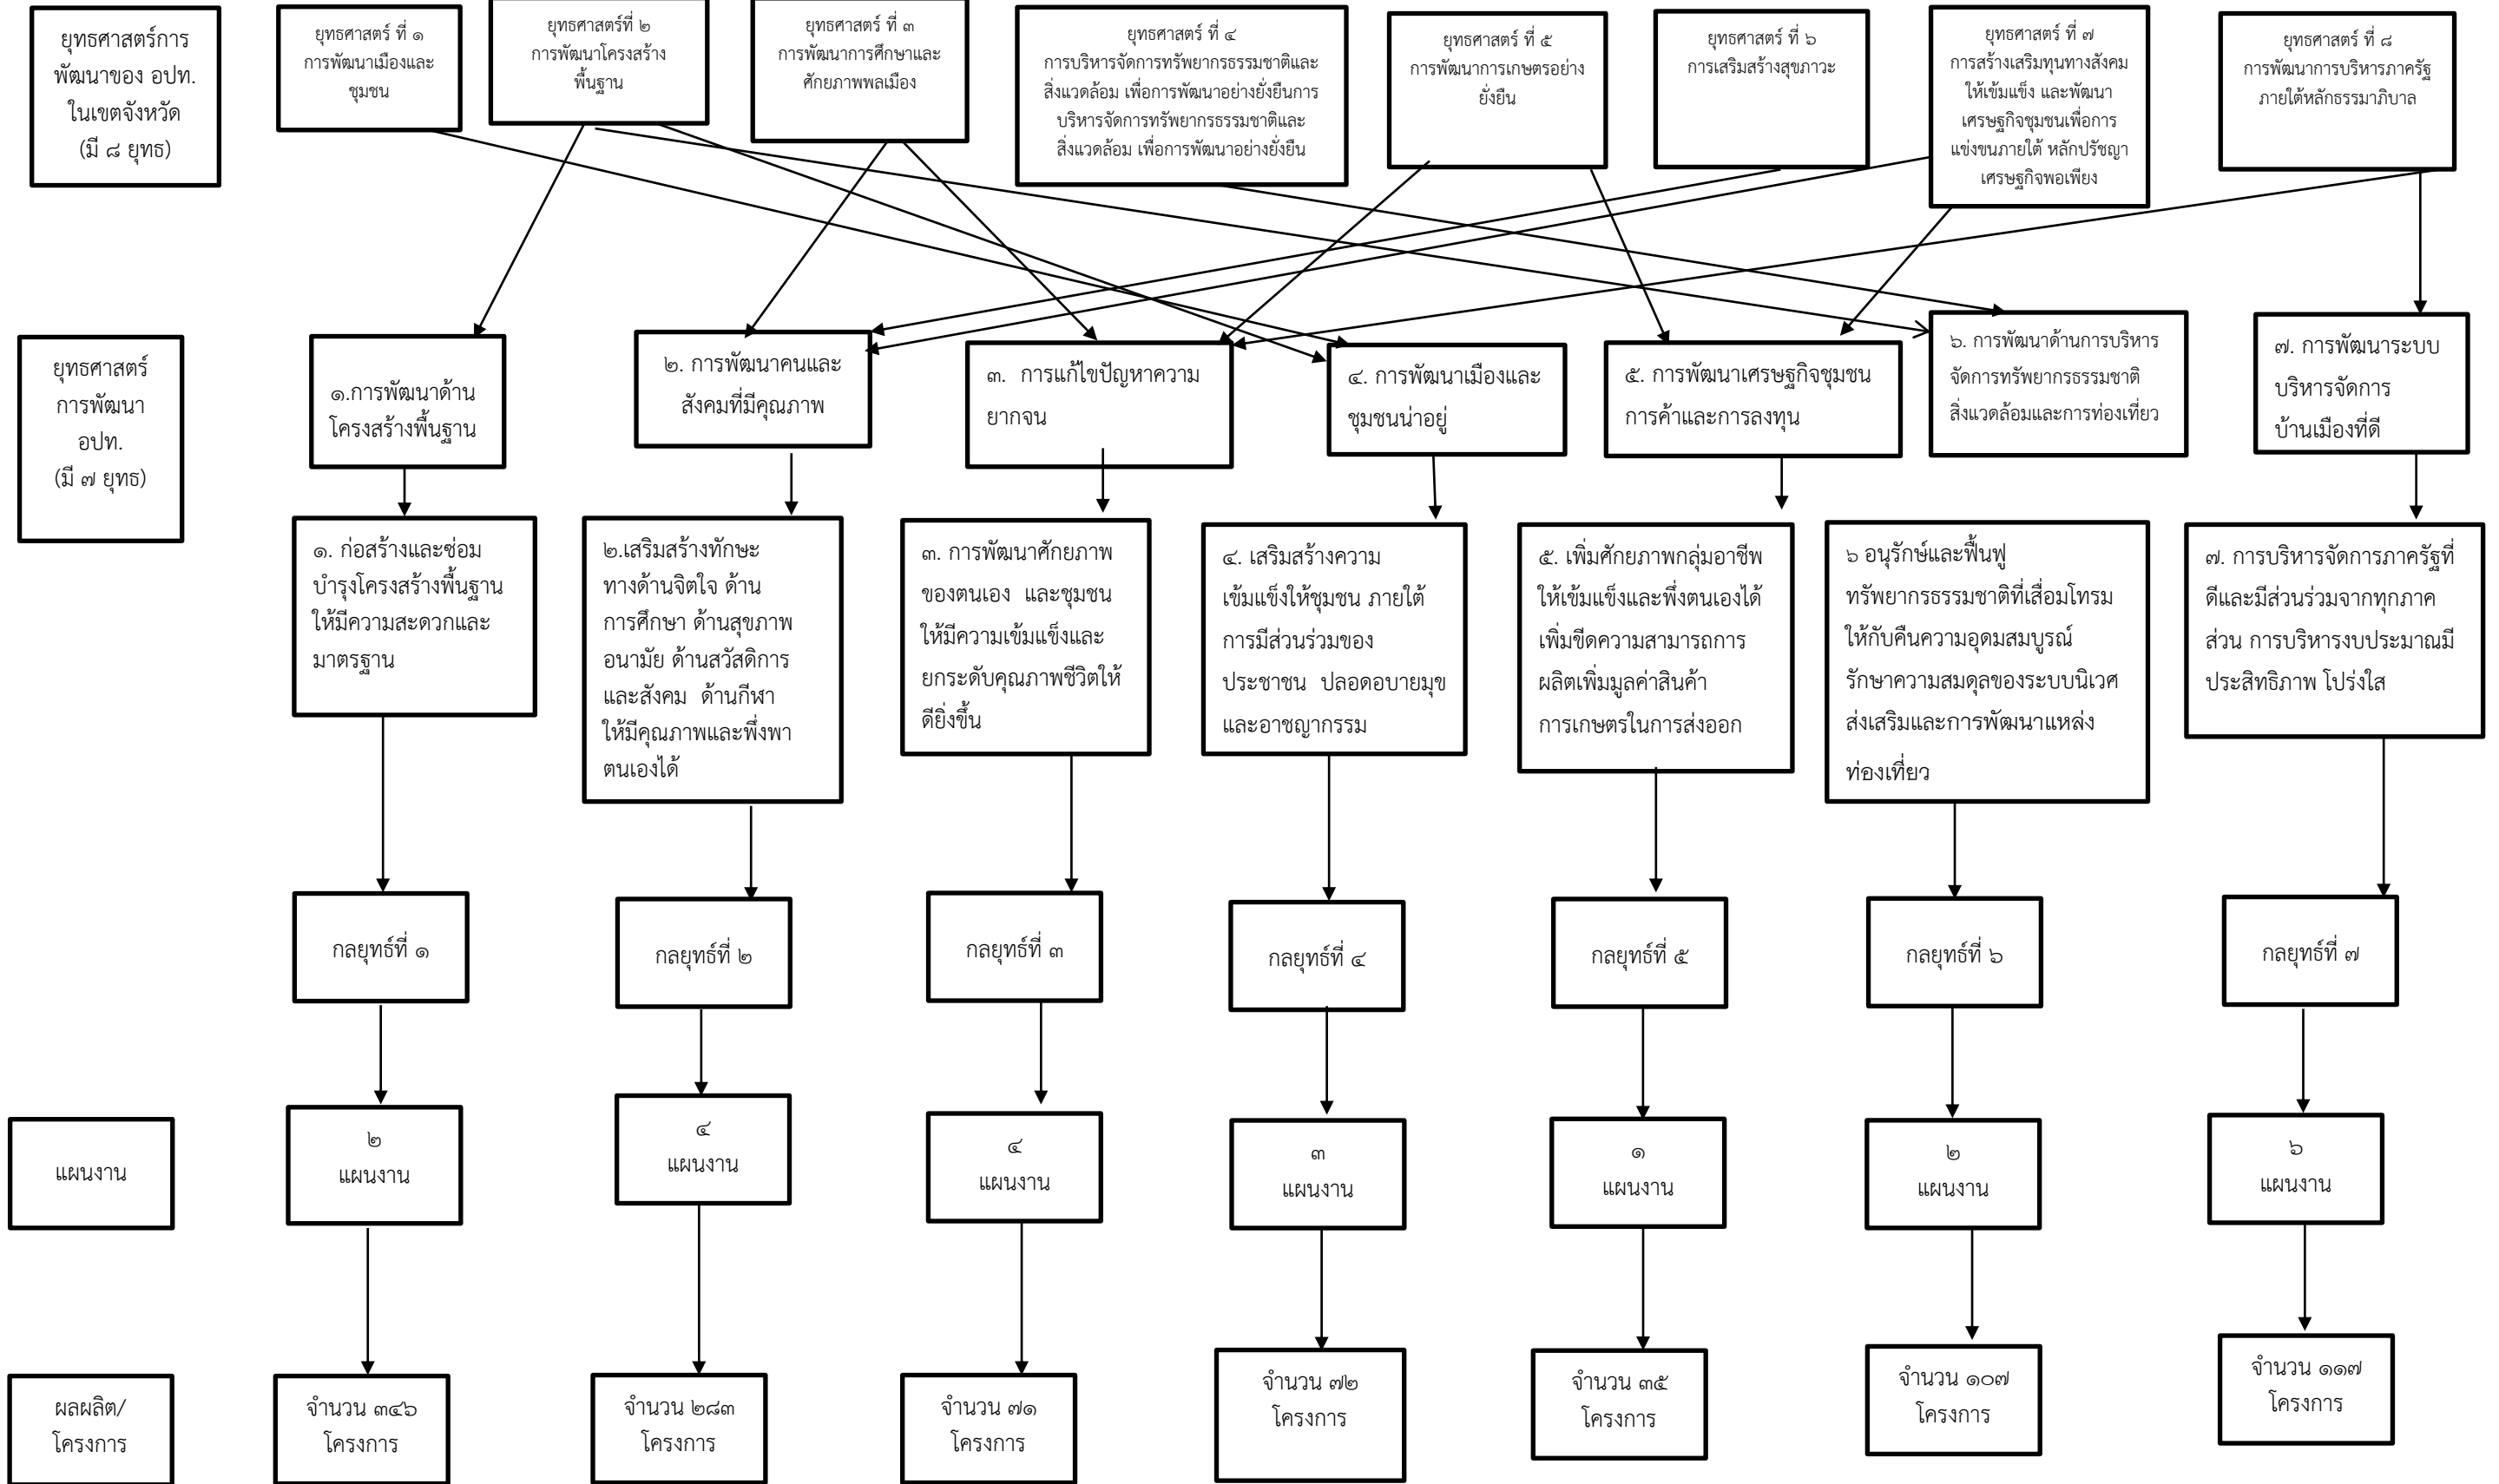 ยุทธศาสตร์การ
พัฒนาของ อปท.
ในเขตจังหวัด
(มี ๘ ยุทธ)
ยุทธศาสตร์ ที่ ๑
การพัฒนาเมืองและ
ชุมชน
ยุทธศาสตร์ที่ ๒
การพัฒนาโครงสร้าง
พื้นฐาน
ยุทธศาสตร์ ที่ ๓
การพัฒนาการศึกษาและ
ศักยภาพพลเมือง
ยุทธศาสตร์ ที่ ๔
การบริหารจัดการทรัพยากรธรรมชาติและ
สิ่งแวดล้อม เพื่อการพัฒนาอย่างยั่งยืนการ
บริหารจัดการทรัพยากรธรรมชาติและ
สิ่งแวดล้อม เพื่อการพัฒนาอย่างยั่งยืน
ยุทธศาสตร์ ที่ ๕
การพัฒนาการเกษตรอย่าง
ยั่งยืน
ยุทธศาสตร์ ที่ ๖
การเสริมสร้างสุขภาวะ
ยุทธศาสตร์ ที่ ๗
การสร้างเสริมทุนทางสังคม
ให้เข้มแข็ง และพัฒนา
เศรษฐกิจชุมชนเพื่อการ
แข่งขนภายใต้ หลักปรัชญา
เศรษฐกิจพอเพียง
ยุทธศาสตร์ ที่ ๘
การพัฒนาการบริหารภาครัฐ
ภายใต้หลักธรรมาภิบาล
ยุทธศาสตร์
การพัฒนา
อปท.
(มี ๗ ยุทธ)
๑.การพัฒนาด้าน
โครงสร้างพื้นฐาน
๒. การพัฒนาคนและ
สังคมที่มีคุณภาพ
๓. การแก้ไขปัญหาความ
ยากจน
๔. การพัฒนาเมืองและ
ชุมชนน่าอยู่
๕. การพัฒนาเศรษฐกิจชุมชน
การค้าและการลงทุน
๖. การพัฒนาด้านการบริหาร
จัดการทรัพยากรธรรมชาติ
สิ่งแวดล้อมและการท่องเที่ยว
๗. การพัฒนาระบบ
บริหารจัดการ
บ้านเมืองที่ดี
๑. ก่อสร้างและซ่อม
บำรุงโครงสร้างพื้นฐาน
ให้มีความสะดวกและ
มาตรฐาน
๒.เสริมสร้างทักษะ
ทางด้านจิตใจ ด้าน
การศึกษา ด้านสุขภาพ
อนามัย ด้านสวัสดิการ
และสังคม ด้านกีฬา
ให้มีคุณภาพและพึ่งพา
ตนเองได้
๓. การพัฒนาศักยภาพ
ของตนเอง และชุมชน
ให้มีความเข้มแข็งและ
ยกระดับคุณภาพชีวิตให้
ดียิ่งขึ้น
๔. เสริมสร้างความ
เข้มแข็งให้ชุมชน ภายใต้
การมีส่วนร่วมของ
ประชาชน ปลอดอบายมุข
และอาชญากรรม
๕. เพิ่มศักยภาพกลุ่มอาชีพ
ให้เข้มแข็งและพึ่งตนเองได้
เพิ่มขีดความสามารถการ
ผลิตเพิ่มมูลค่าสินค้า
การเกษตรในการส่งออก
๖ อนุรักษ์และฟื้นฟู
ทรัพยากรธรรมชาติที่เสื่อมโทรม
ให้กับคืนความอุดมสมบูรณ์
รักษาความสมดุลของระบบนิเวศ
ส่งเสริมและการพัฒนาแหล่ง
ท่องเที่ยว
๗. การบริหารจัดการภาครัฐที่
ดีและมีส่วนร่วมจากทุกภาค
ส่วน การบริหารงบประมาณมี
ประสิทธิภาพ โปร่งใส
กลยุทธ์ที่ ๑
กลยุทธ์ที่ ๒
กลยุทธ์ที่ ๓
กลยุทธ์ที่ ๔
กลยุทธ์ที่ ๕
กลยุทธ์ที่ ๖
กลยุทธ์ที่ ๗
แผนงาน
๒
แผนงาน
๔
แผนงาน
๔
แผนงาน
๓
แผนงาน
๑
แผนงาน
๒
แผนงาน
๖
แผนงาน
ผลผลิต/
โครงการ
จำนวน ๓๔๖
โครงการ
จำนวน ๒๘๓
โครงการ
จำนวน ๗๑
โครงการ
จำนวน ๗๒
โครงการ
จำนวน ๓๕
โครงการ
จำนวน ๑๐๗
โครงการ
จำนวน ๑๑๗
โครงการ